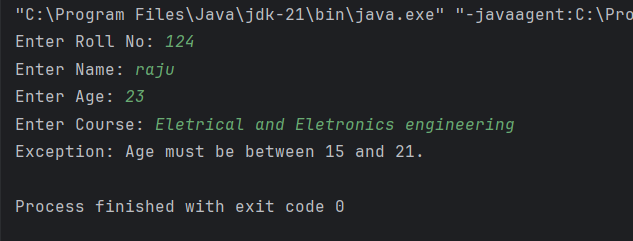 "C:\Program Files\Java\jdk-21\bin\java.exe" "-javaagent:C:\Pro
Enter Roll No: 124
Enter Name: raju
Enter Age: 23
Enter Course: Eletrical and Eletronics engineering
Exception: Age must be between 15 and 21.
Process finished with exit code 0